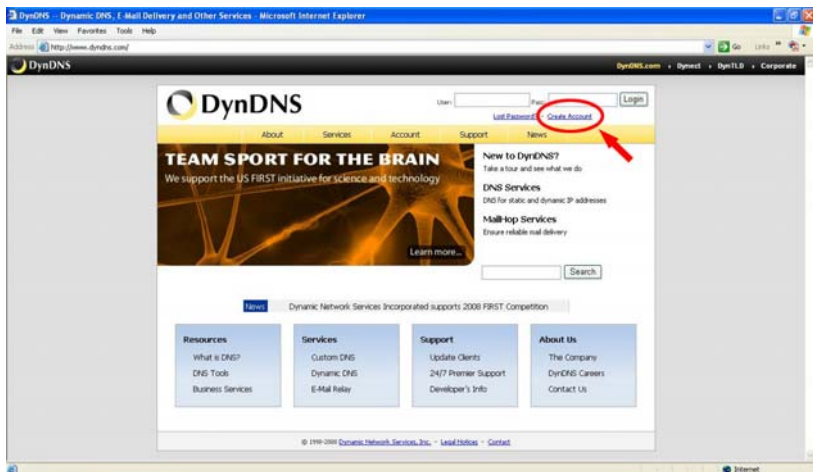 DynDNS -- Dynamic DNS, E-Mail Delivery and Other Services - Microsoft Internet Explorer
File Edit View Favorites Tools Help
Address http://www.dyndns.com/ Go Links »
DynDNS DynDNS.com Dynect DynTLD Corporate
DynDNS User: Pass: Login
Lost Password? - Create Account
About Services Account Support News
TEAM SPORT FOR THE BRAIN
We support the US FIRST initiative for science and technology
Learn more...
New to DynDNS?
Take a tour and see what we do
DNS Services
DNS for static and dynamic IP addresses
MailHop Services
Ensure reliable mail delivery
Search
News Dynamic Network Services Incorporated supports 2008 FIRST Competition
Resources
What is DNS?
DNS Tools
Business Services
Services
Custom DNS
Dynamic DNS
E-Mail Relay
Support
Update Clients
24/7 Premier Support
Developer's Info
About Us
The Company
DynDNS Careers
Contact Us
© 1998-2008 Dynamic Network Services, Inc. - Legal Notices - Contact
Internet